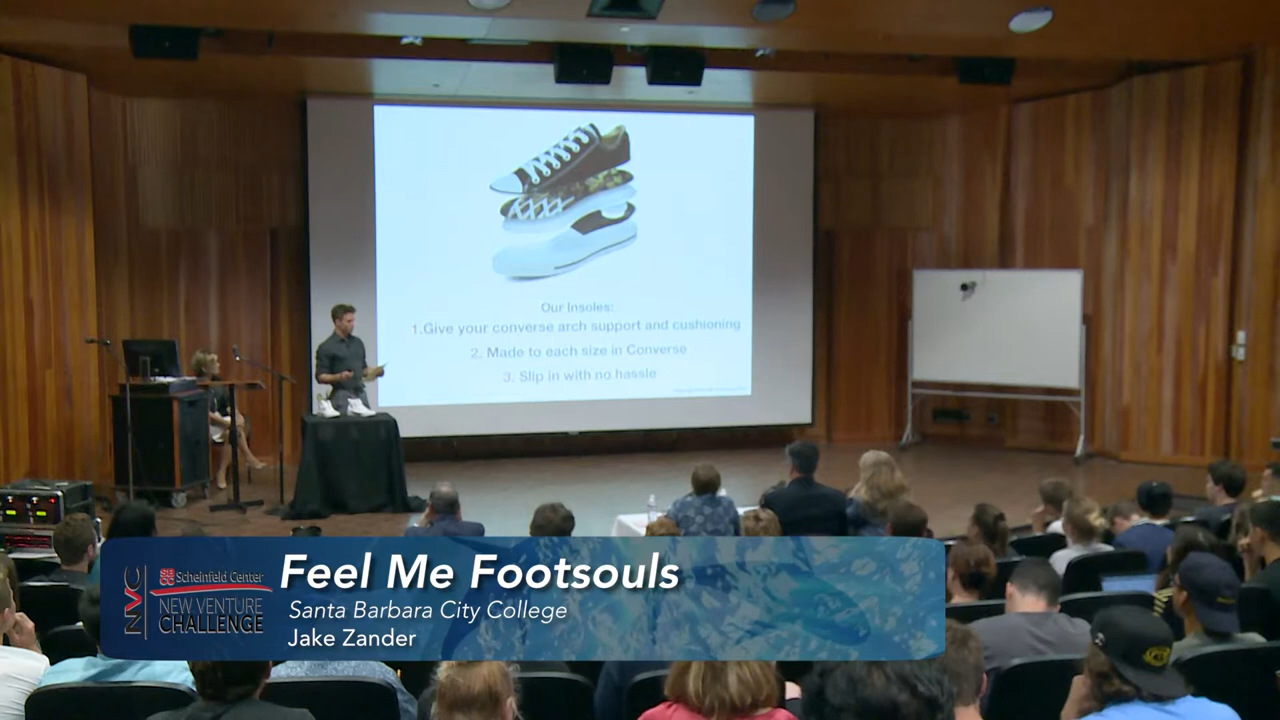 Our Insoles:
1.Give your converse arch support and cushioning
2. Made to each size in Converse
3. Slip in with no hassle
NVC
SBCC Scheinfeld Center
NEW VENTURE
CHALLENGE
Feel Me Footsouls
Santa Barbara City College
Jake Zander